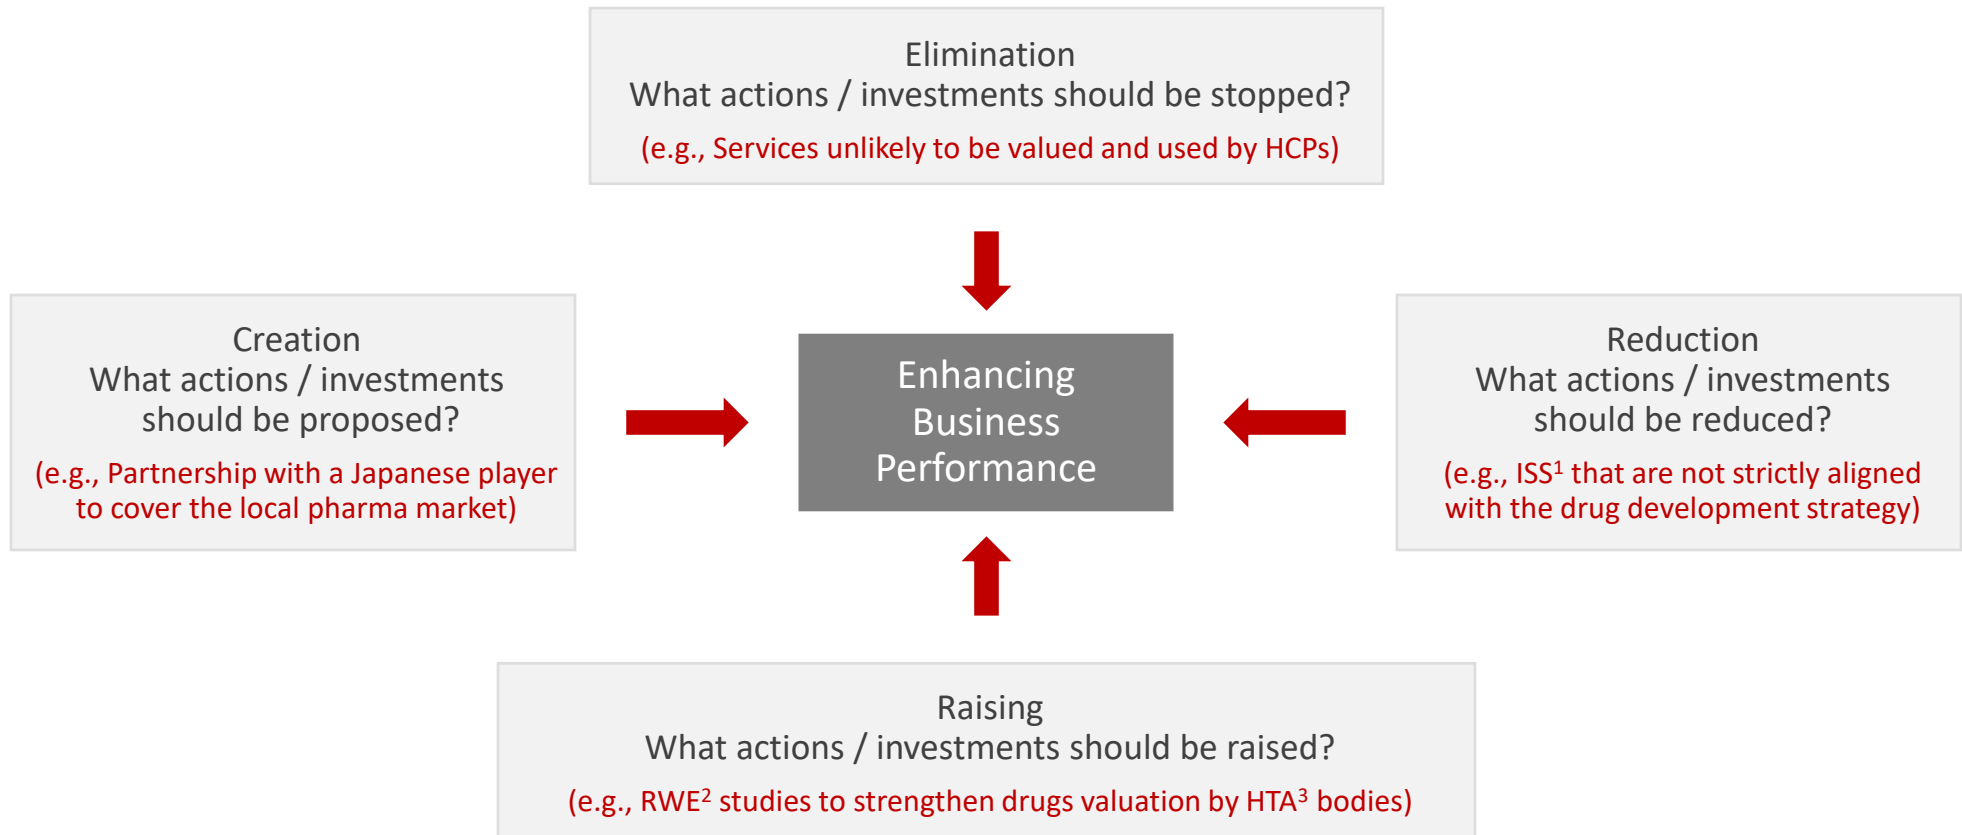 Elimination
What actions / investments should be stopped?
(e.g., Services unlikely to be valued and used by HCPs)
Creation
What actions / investments
should be proposed?
(e.g., Partnership with a Japanese player
to cover the local pharma market)
Enhancing
Business
Performance
Reduction
What actions / investments
should be reduced?
(e.g., ISS¹ that are not strictly aligned
with the drug development strategy)
Raising
What actions / investments should be raised?
(e.g., RWE² studies to strengthen drugs valuation by HTA³ bodies)